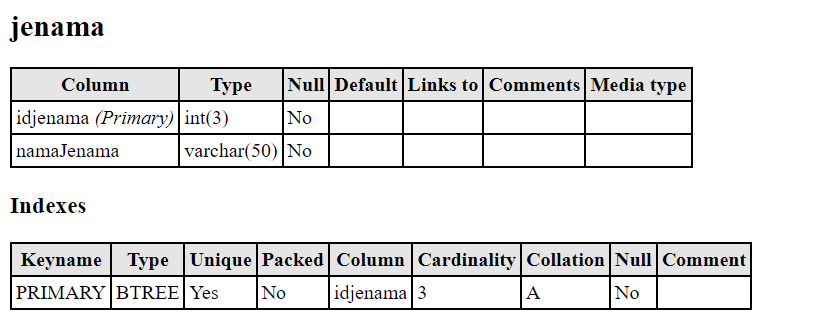 jenama
Column Type Null Default Links to Comments Media type
idjenama (Primary) int(3) No
namaJenama varchar(50) No
Indexes
Keyname Type Unique Packed Column Cardinality Collation Null Comment
PRIMARY BTREE Yes No idjenama 3 A No